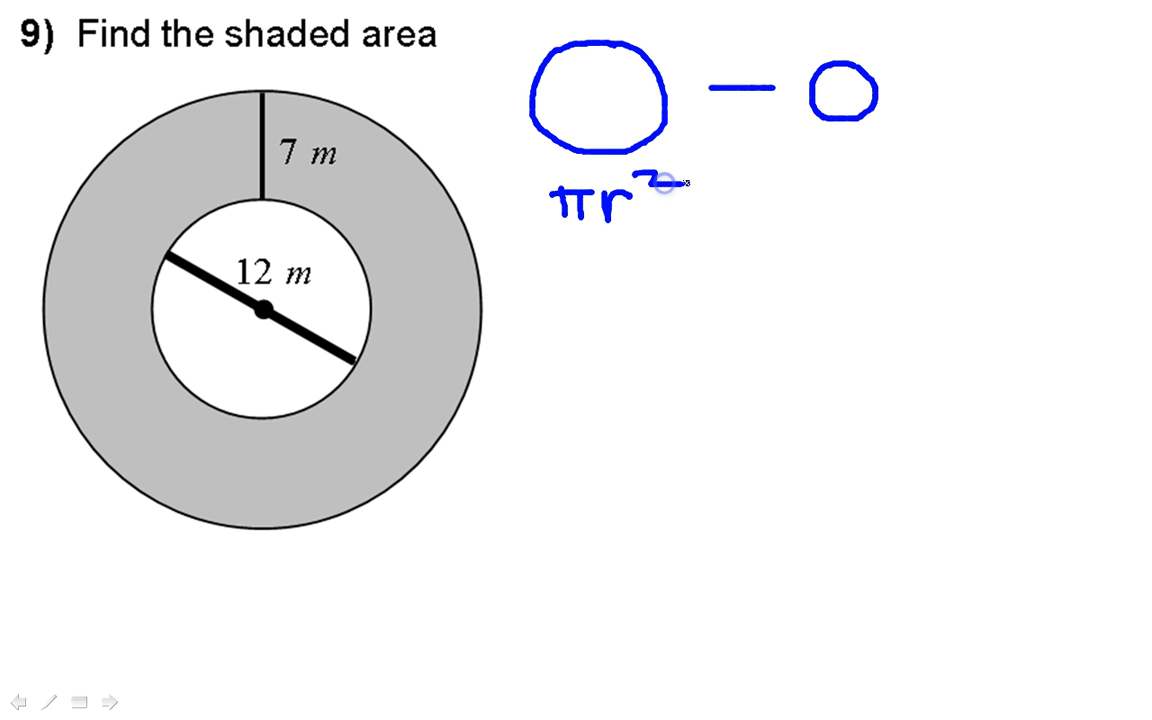 9) Find the shaded area
7 m
12 m
πr² −